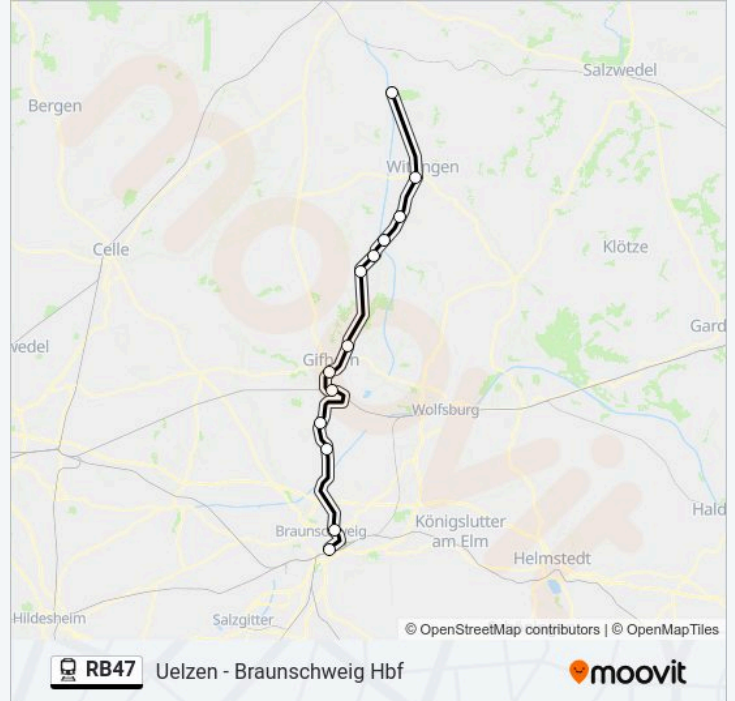 Salzwedel
Bergen
Wittingen
Celle
Klötze
wedel
Gard
Gifhorn
Wolfsburg
Hald
Braunschweig
Königslutter
am Elm
Helmstedt
Hildesheim
Salzgitter
moovit
© OpenStreetMap contributors | © OpenMapTiles
RB47
Uelzen - Braunschweig Hbf
moovit